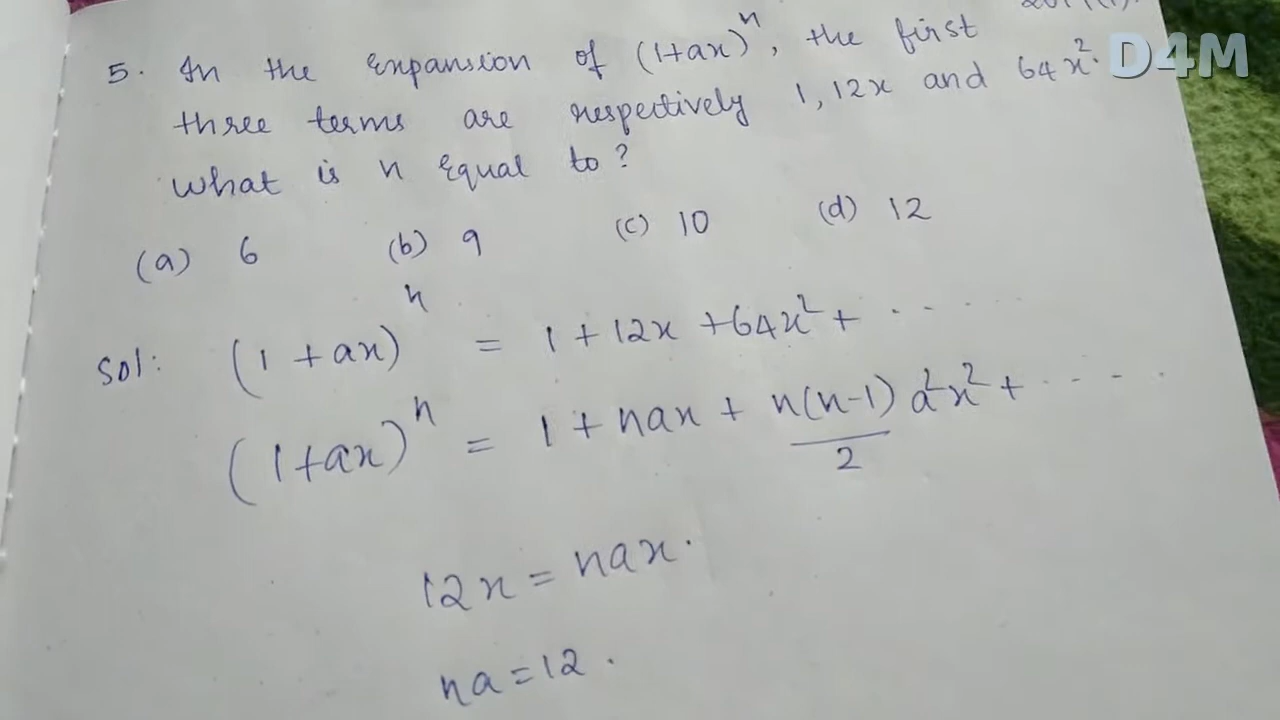 5. In the expansion of (1+ax)ⁿ, the first
three terms are respectively 1, 12x and 64x².
What is n Equal to?
(a) 6 (b) 9 (c) 10 (d) 12
Sol: (1 + ax)ⁿ = 1 + 12x + 64x² + ......
(1+ax)ⁿ = 1 + nax + n(n-1)/2 a²x² + ......
12x = nax.
na = 12.
D4M